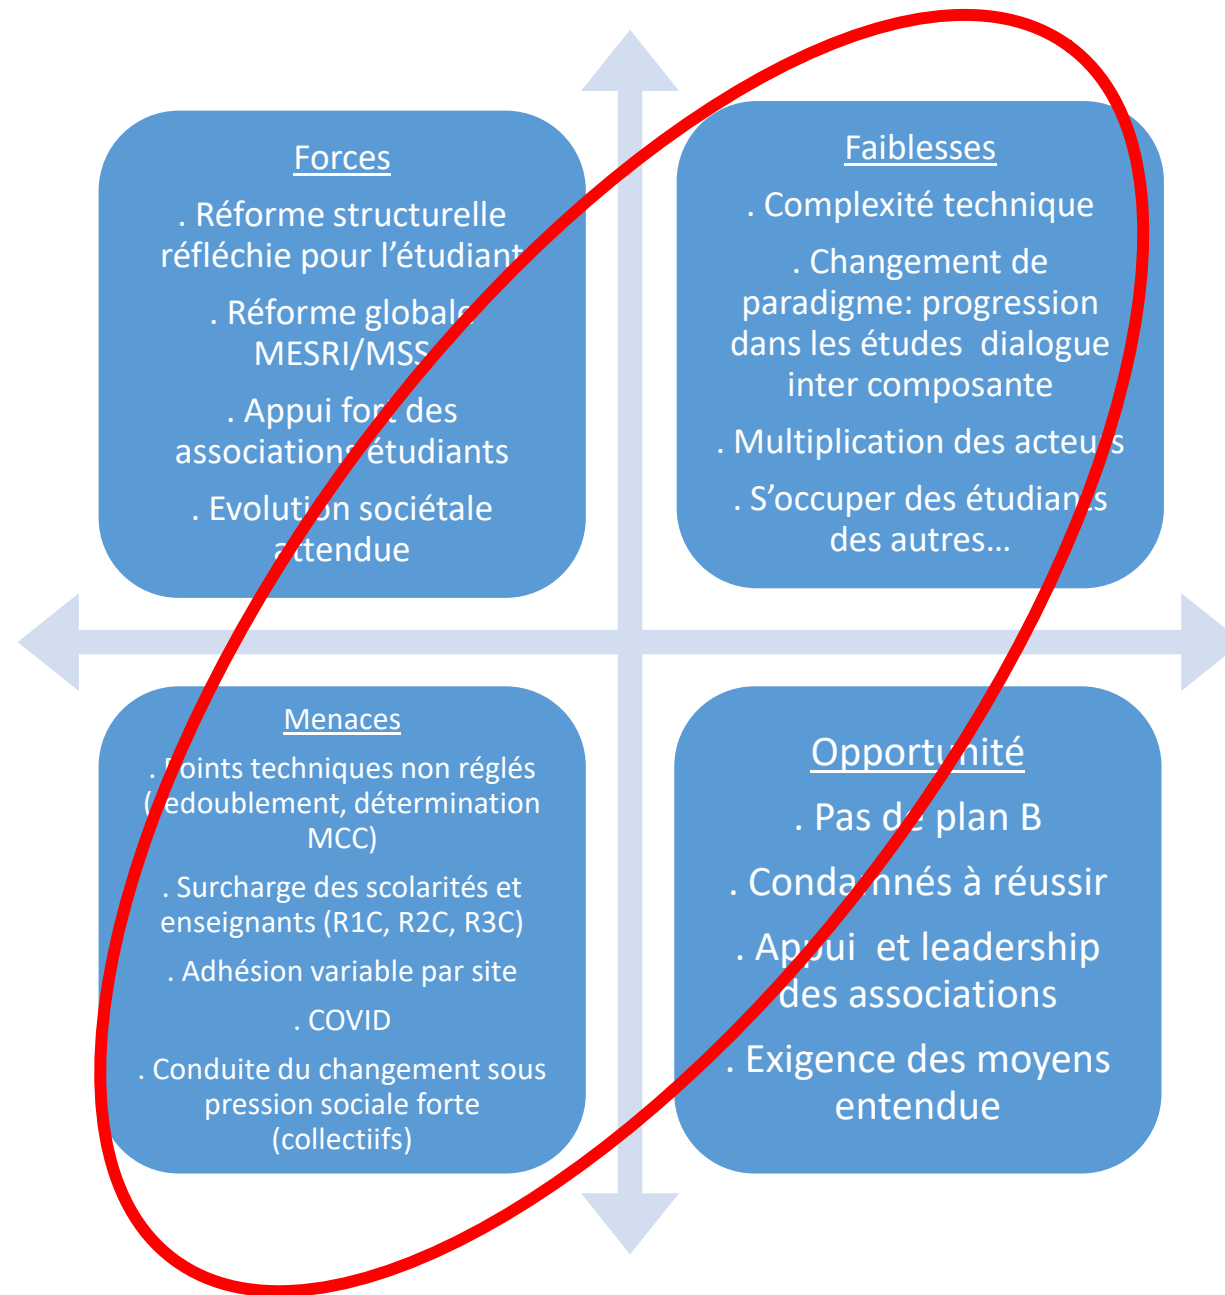 Forces
. Réforme structurelle
réfléchie pour l'étudiant
. Réforme globale
MESRI/MSS
. Appui fort des
associations étudiants
. Evolution sociétale
attendue
Faiblesses
. Complexité technique
. Changement de
paradigme: progression
dans les études  dialogue
inter composante
. Multiplication des acteurs
. S'occuper des étudiants
des autres…
Menaces
. Points techniques non réglés
(redoublement, détermination
MCC)
. Surcharge des scolarités et
enseignants (R1C, R2C, R3C)
. Adhésion variable par site
. COVID
. Conduite du changement sous
pression sociale forte
(collectiifs)
Opportunité
. Pas de plan B
. Condamnés à réussir
. Appui  et leadership
des associations
. Exigence des moyens
entendue